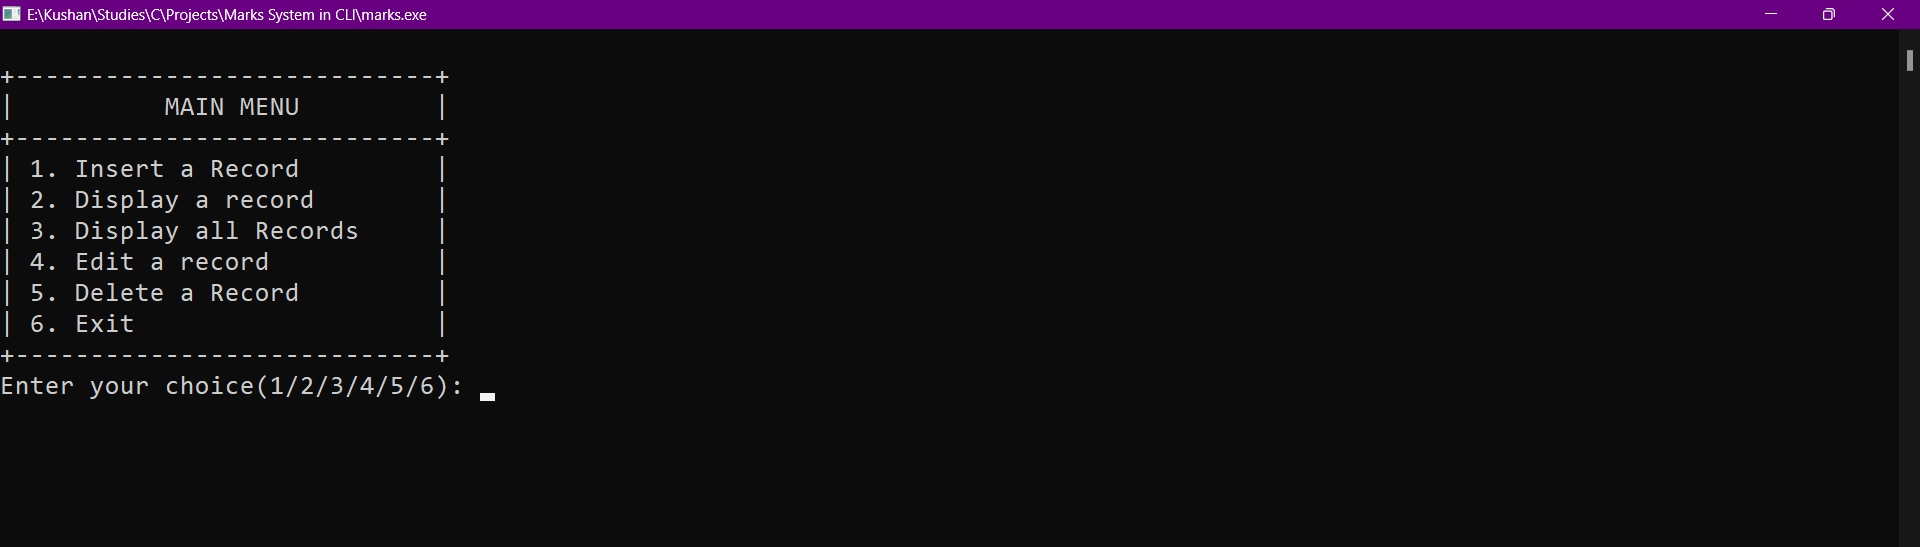 E:\Kushan\Studies\C\Projects\Marks System in CLI\marks.exe
+----------------------------+
|          MAIN MENU         |
+----------------------------+
| 1. Insert a Record         |
| 2. Display a record        |
| 3. Display all Records     |
| 4. Edit a record           |
| 5. Delete a Record         |
| 6. Exit                    |
+----------------------------+
Enter your choice(1/2/3/4/5/6):